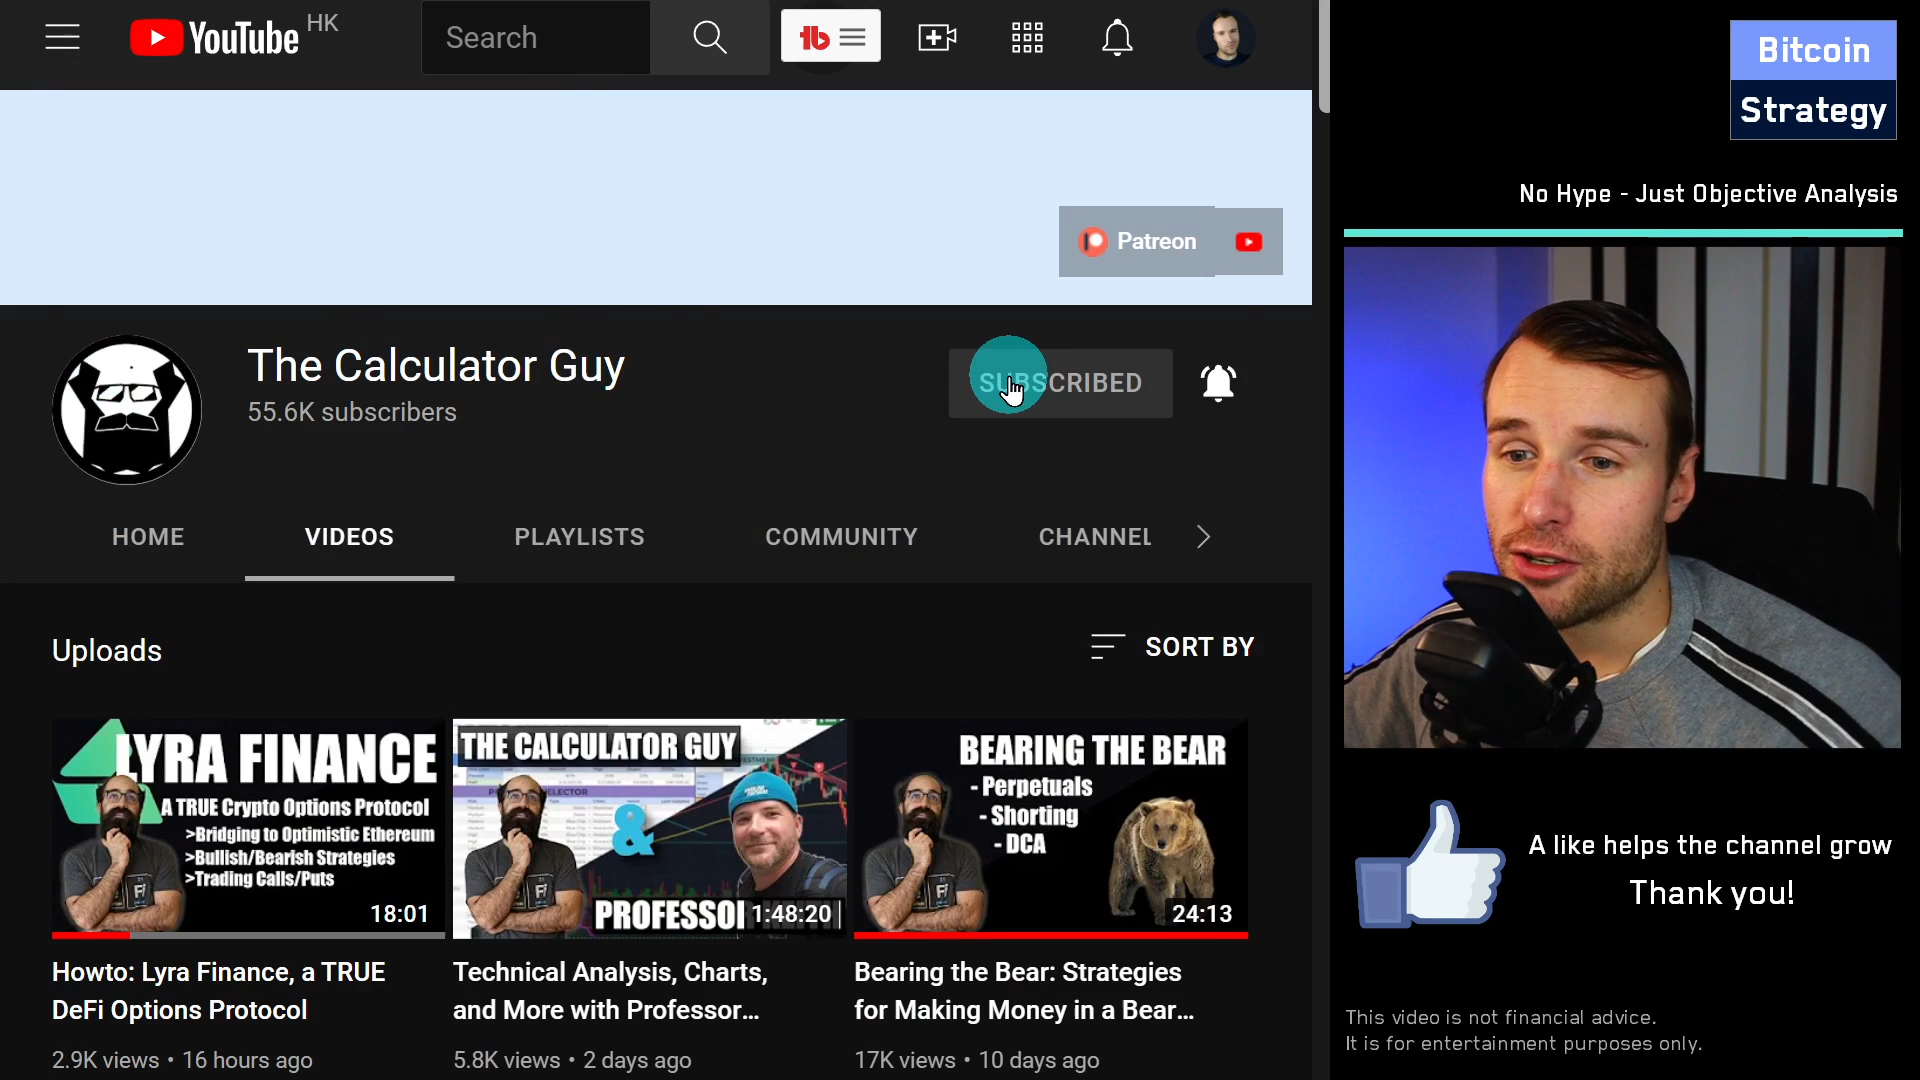 YouTube HK
Search
tb
Patreon
The Calculator Guy
55.6K subscribers
SUBSCRIBED
HOME
VIDEOS
PLAYLISTS
COMMUNITY
CHANNEL
Uploads
SORT BY
LYRA FINANCE
A TRUE Crypto Options Protocol
>Bridging to Optimistic Ethereum
>Bullish/Bearish Strategies
>Trading Calls/Puts
Fi
18:01
THE CALCULATOR GUY
&
Fi
PROFESSO
1:48:20
BEARING THE BEAR
- Perpetuals
- Shorting
- DCA
Fi
24:13
Howto: Lyra Finance, a TRUE
DeFi Options Protocol
2.9K views • 16 hours ago
Technical Analysis, Charts,
and More with Professor...
5.8K views • 2 days ago
Bearing the Bear: Strategies
for Making Money in a Bear...
17K views • 10 days ago
Bitcoin
Strategy
No Hype - Just Objective Analysis
A like helps the channel grow
Thank you!
This video is not financial advice.
It is for entertainment purposes only.